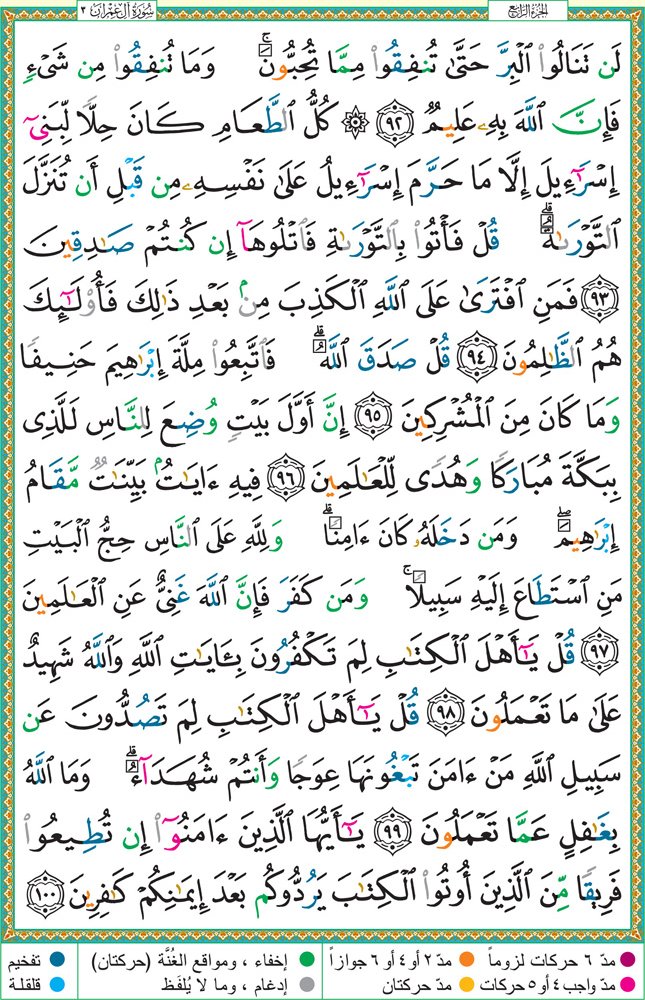 الجزء الرابع
سورة آل عمران ٣
لَن تَنَالُوا۟ ٱلْبِرَّ حَتَّىٰ تُنفِقُوا۟ مِمَّا تُحِبُّونَ ۚ وَمَا تُنفِقُوا۟ مِن شَىْءٍ
فَإِنَّ ٱللَّهَ بِهِۦ عَلِيمٌ ٩٢ ۞ كُلُّ ٱلطَّعَامِ كَانَ حِلًّا لِّبَنِىٓ
إِسْرَٰٓءِيلَ إِلَّا مَا حَرَّمَ إِسْرَٰٓءِيلُ عَلَىٰ نَفْسِهِۦ مِن قَبْلِ أَن تُنَزَّلَ
ٱلتَّوْرَىٰةُ ۗ قُلْ فَأْتُوا۟ بِٱلتَّوْرَىٰةِ فَٱتْلُوهَآ إِن كُنتُمْ صَٰدِقِينَ
٩٣ فَمَنِ ٱفْتَرَىٰ عَلَى ٱللَّهِ ٱلْكَذِبَ مِنۢ بَعْدِ ذَٰلِكَ فَأُو۟لَٰٓئِكَ
هُمُ ٱلظَّٰلِمُونَ ٩٤ قُلْ صَدَقَ ٱللَّهُ ۗ فَٱتَّبِعُوا۟ مِلَّةَ إِبْرَٰهِيمَ حَنِيفًا
وَمَا كَانَ مِنَ ٱلْمُشْرِكِينَ ٩٥ إِنَّ أَوَّلَ بَيْتٍ وُضِعَ لِلنَّاسِ لَلَّذِى
بِبَكَّةَ مُبَارَكًا وَهُدًى لِّلْعَٰلَمِينَ ٩٦ فِيهِ ءَايَٰتٌۢ بَيِّنَٰتٌ مَّقَامُ
إِبْرَٰهِيمَ ۖ وَمَن دَخَلَهُۥ كَانَ ءَامِنًا ۗ وَلِلَّهِ عَلَى ٱلنَّاسِ حِجُّ ٱلْبَيْتِ
مَنِ ٱسْتَطَاعَ إِلَيْهِ سَبِيلًا ۚ وَمَن كَفَرَ فَإِنَّ ٱللَّهَ غَنِىٌّ عَنِ ٱلْعَٰلَمِينَ
٩٧ قُلْ يَٰٓأَهْلَ ٱلْكِتَٰبِ لِمَ تَكْفُرُونَ بِـَٔايَٰتِ ٱللَّهِ وَٱللَّهُ شَهِيدٌ
عَلَىٰ مَا تَعْمَلُونَ ٩٨ قُلْ يَٰٓأَهْلَ ٱلْكِتَٰبِ لِمَ تَصُدُّونَ عَن
سَبِيلِ ٱللَّهِ مَنْ ءَامَنَ تَبْغُونَهَا عِوَجًا وَأَنتُمْ شُهَدَآءُ ۗ وَمَا ٱللَّهُ
بِغَٰفِلٍ عَمَّا تَعْمَلُونَ ٩٩ يَٰٓأَيُّهَا ٱلَّذِينَ ءَامَنُوٓا۟ إِن تُطِيعُوا۟
فَرِيقًا مِّنَ ٱلَّذِينَ أُوتُوا۟ ٱلْكِتَٰبَ يَرُدُّوكُم بَعْدَ إِيمَٰنِكُمْ كَٰفِرِينَ ١٠٠
مدّ ٦ حركات لزوماً مدّ ٢ أو ٤ أو ٦ جوازاً إخفاء ، ومواقع الغُنَّة (حركتان) تفخيم
مدّ واجب ٤ أو ٥ حركات مدّ حركتان إدغام ، وما لا يُلفَظ قلقلة